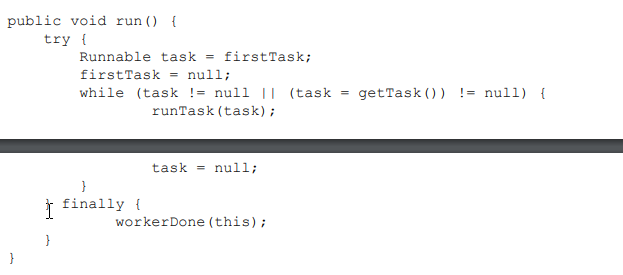 public void run() {
try {
Runnable task = firstTask;
firstTask = null;
while (task != null || (task = getTask()) != null) {
runTask(task);
task = null;
}
} finally {
workerDone(this);
}
}